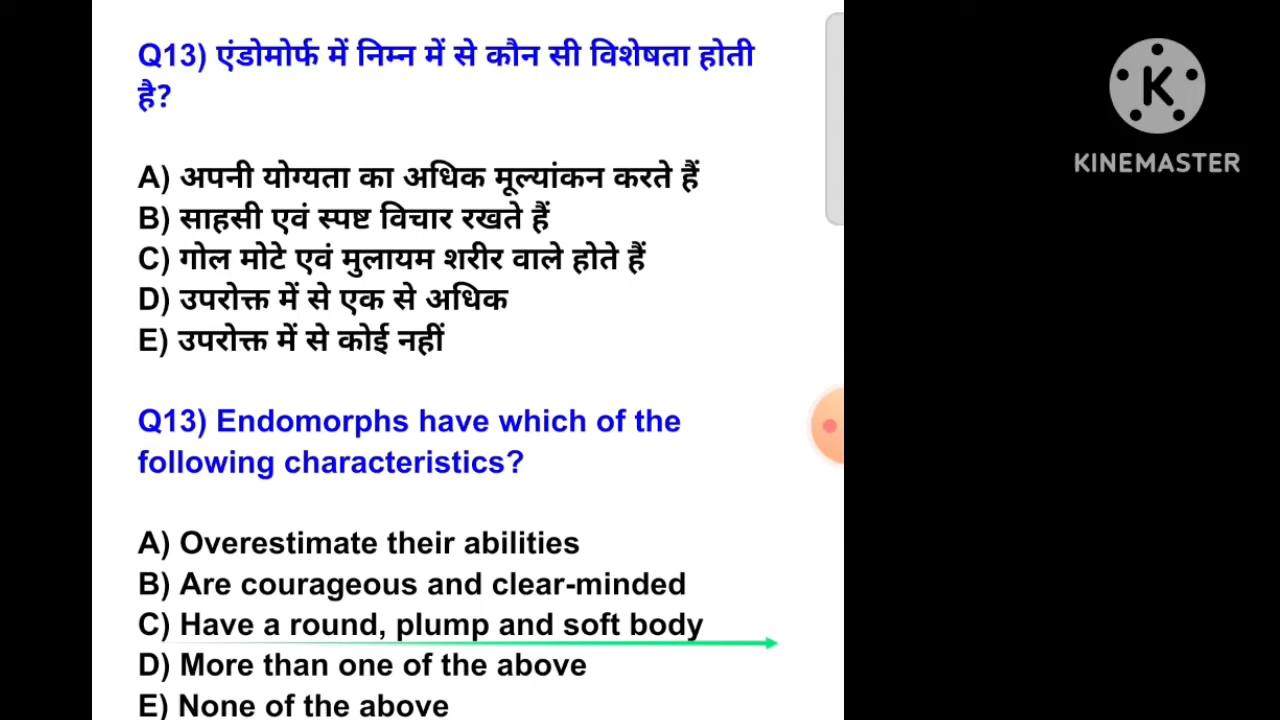 Q13) एंडोमोर्फ में निम्न में से कौन सी विशेषता होती
है?
A) अपनी योग्यता का अधिक मूल्यांकन करते हैं
B) साहसी एवं स्पष्ट विचार रखते हैं
C) गोल मोटे एवं मुलायम शरीर वाले होते हैं
D) उपरोक्त में से एक से अधिक
E) उपरोक्त में से कोई नहीं
Q13) Endomorphs have which of the
following characteristics?
A) Overestimate their abilities
B) Are courageous and clear-minded
C) Have a round, plump and soft body
D) More than one of the above
E) None of the above
K
KINEMASTER